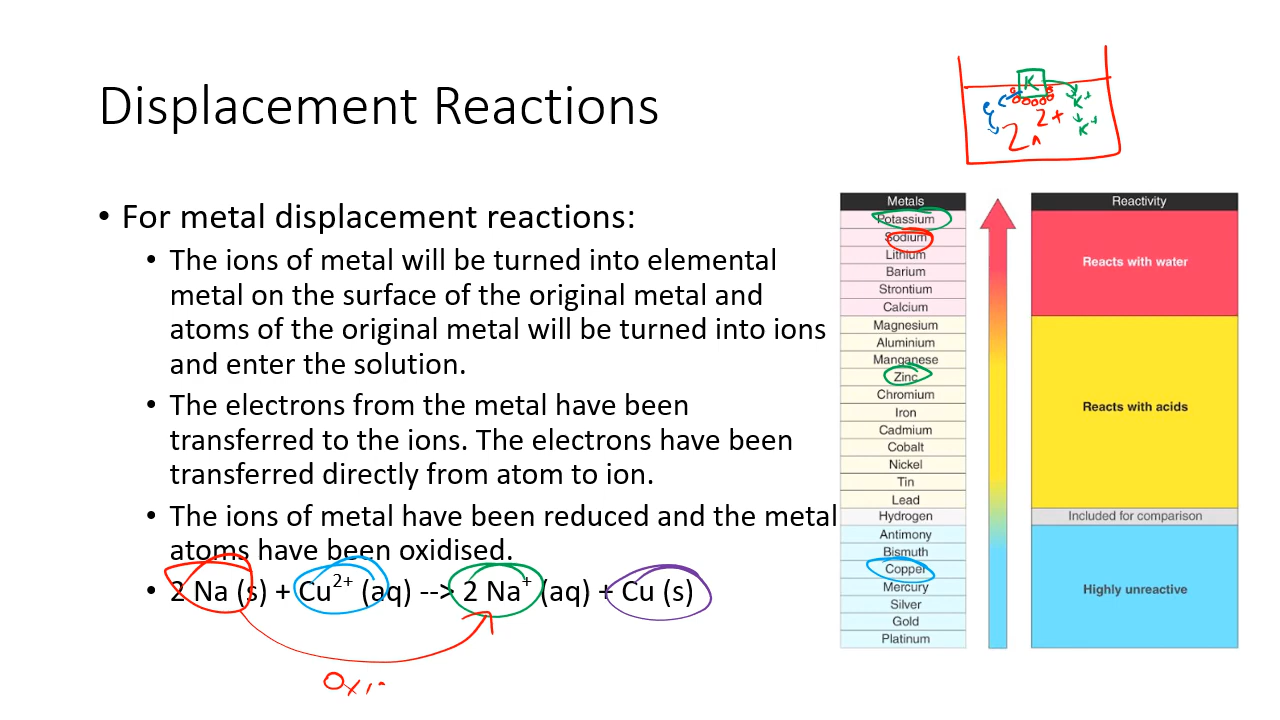 Displacement Reactions
K
K+
e
2+
Zn
K+
• For metal displacement reactions:
• The ions of metal will be turned into elemental
metal on the surface of the original metal and
atoms of the original metal will be turned into ions
and enter the solution.
• The electrons from the metal have been
transferred to the ions. The electrons have been
transferred directly from atom to ion.
• The ions of metal have been reduced and the metal
atoms have been oxidised.
• 2 Na (s) + Cu2+ (aq) --> 2 Na+ (aq) + Cu (s)
Oxi
Metals
Potassium
Sodium
Lithium
Barium
Strontium
Calcium
Magnesium
Aluminium
Manganese
Zinc
Chromium
Iron
Cadmium
Cobalt
Nickel
Tin
Lead
Hydrogen
Antimony
Bismuth
Copper
Mercury
Silver
Gold
Platinum
Reactivity
Reacts with water
Reacts with acids
Included for comparison
Highly unreactive